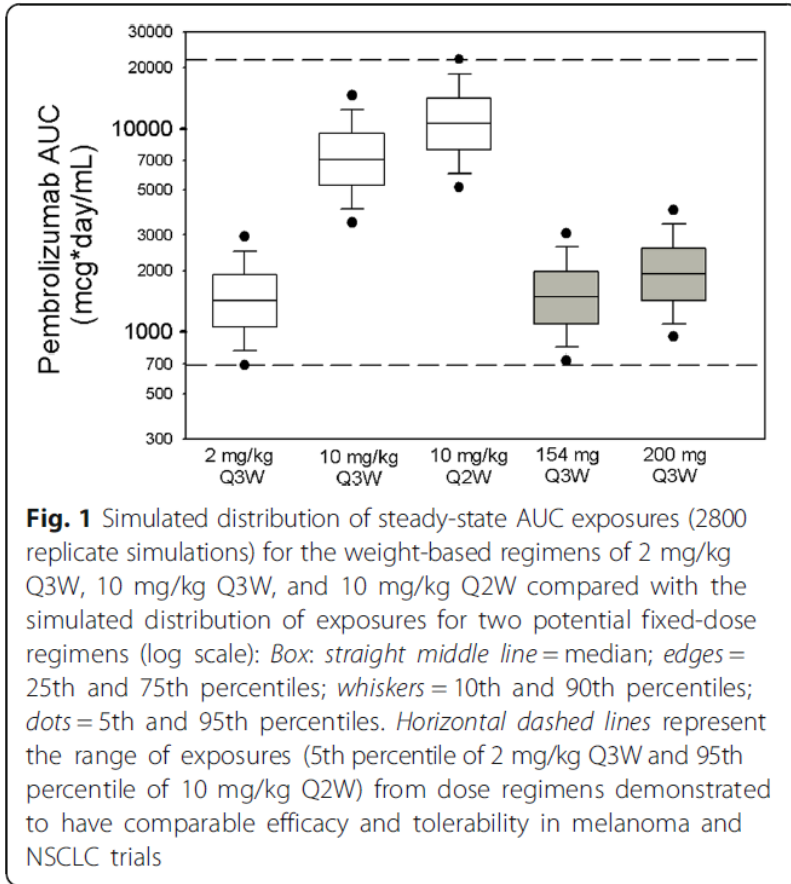 30000
20000
10000
7000
5000
3000
2000
1000
700
500
300
Pembrolizumab AUC
(mcg*day/mL)
2 mg/kg
Q3W
10 mg/kg
Q3W
10 mg/kg
Q2W
154 mg
Q3W
200 mg
Q3W
Fig. 1 Simulated distribution of steady-state AUC exposures (2800
replicate simulations) for the weight-based regimens of 2 mg/kg
Q3W, 10 mg/kg Q3W, and 10 mg/kg Q2W compared with the
simulated distribution of exposures for two potential fixed-dose
regimens (log scale): Box: straight middle line = median; edges =
25th and 75th percentiles; whiskers = 10th and 90th percentiles;
dots = 5th and 95th percentiles. Horizontal dashed lines represent
the range of exposures (5th percentile of 2 mg/kg Q3W and 95th
percentile of 10 mg/kg Q2W) from dose regimens demonstrated
to have comparable efficacy and tolerability in melanoma and
NSCLC trials